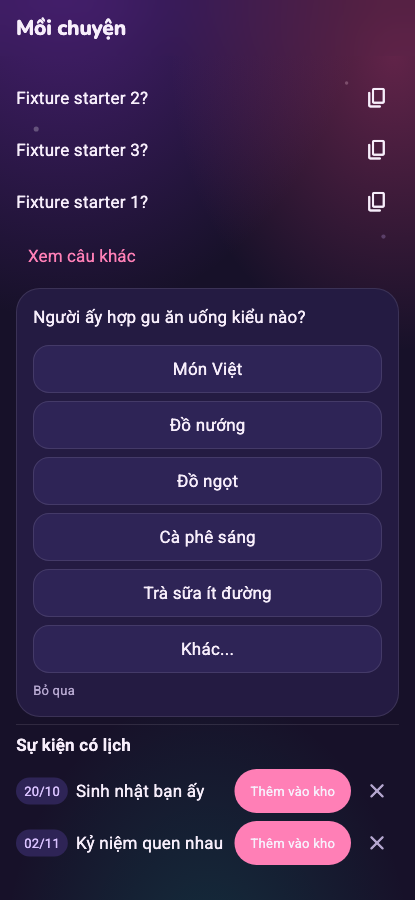 Mồi chuyện
Fixture starter 2?
Fixture starter 3?
Fixture starter 1?
Xem câu khác
Người ấy hợp gu ăn uống kiểu nào?
Món Việt
Đồ nướng
Đồ ngọt
Cà phê sáng
Trà sữa ít đường
Khác...
Bỏ qua
Sự kiện có lịch
20/10 Sinh nhật bạn ấy Thêm vào kho
02/11 Kỷ niệm quen nhau Thêm vào kho